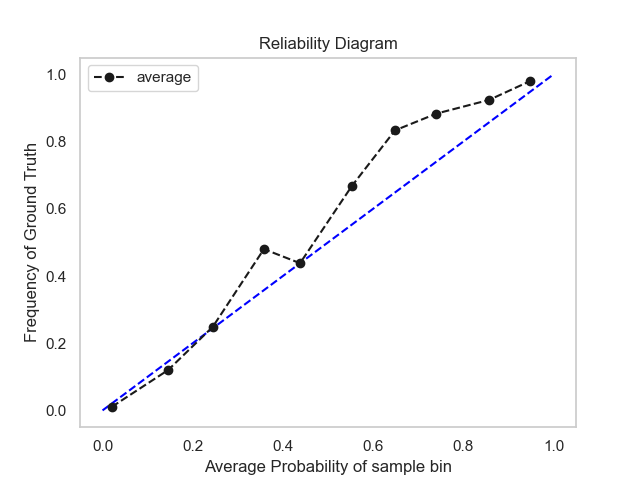 Reliability Diagram
average
Frequency of Ground Truth
1.0
0.8
0.6
0.4
0.2
0.0
0.0 0.2 0.4 0.6 0.8 1.0
Average Probability of sample bin